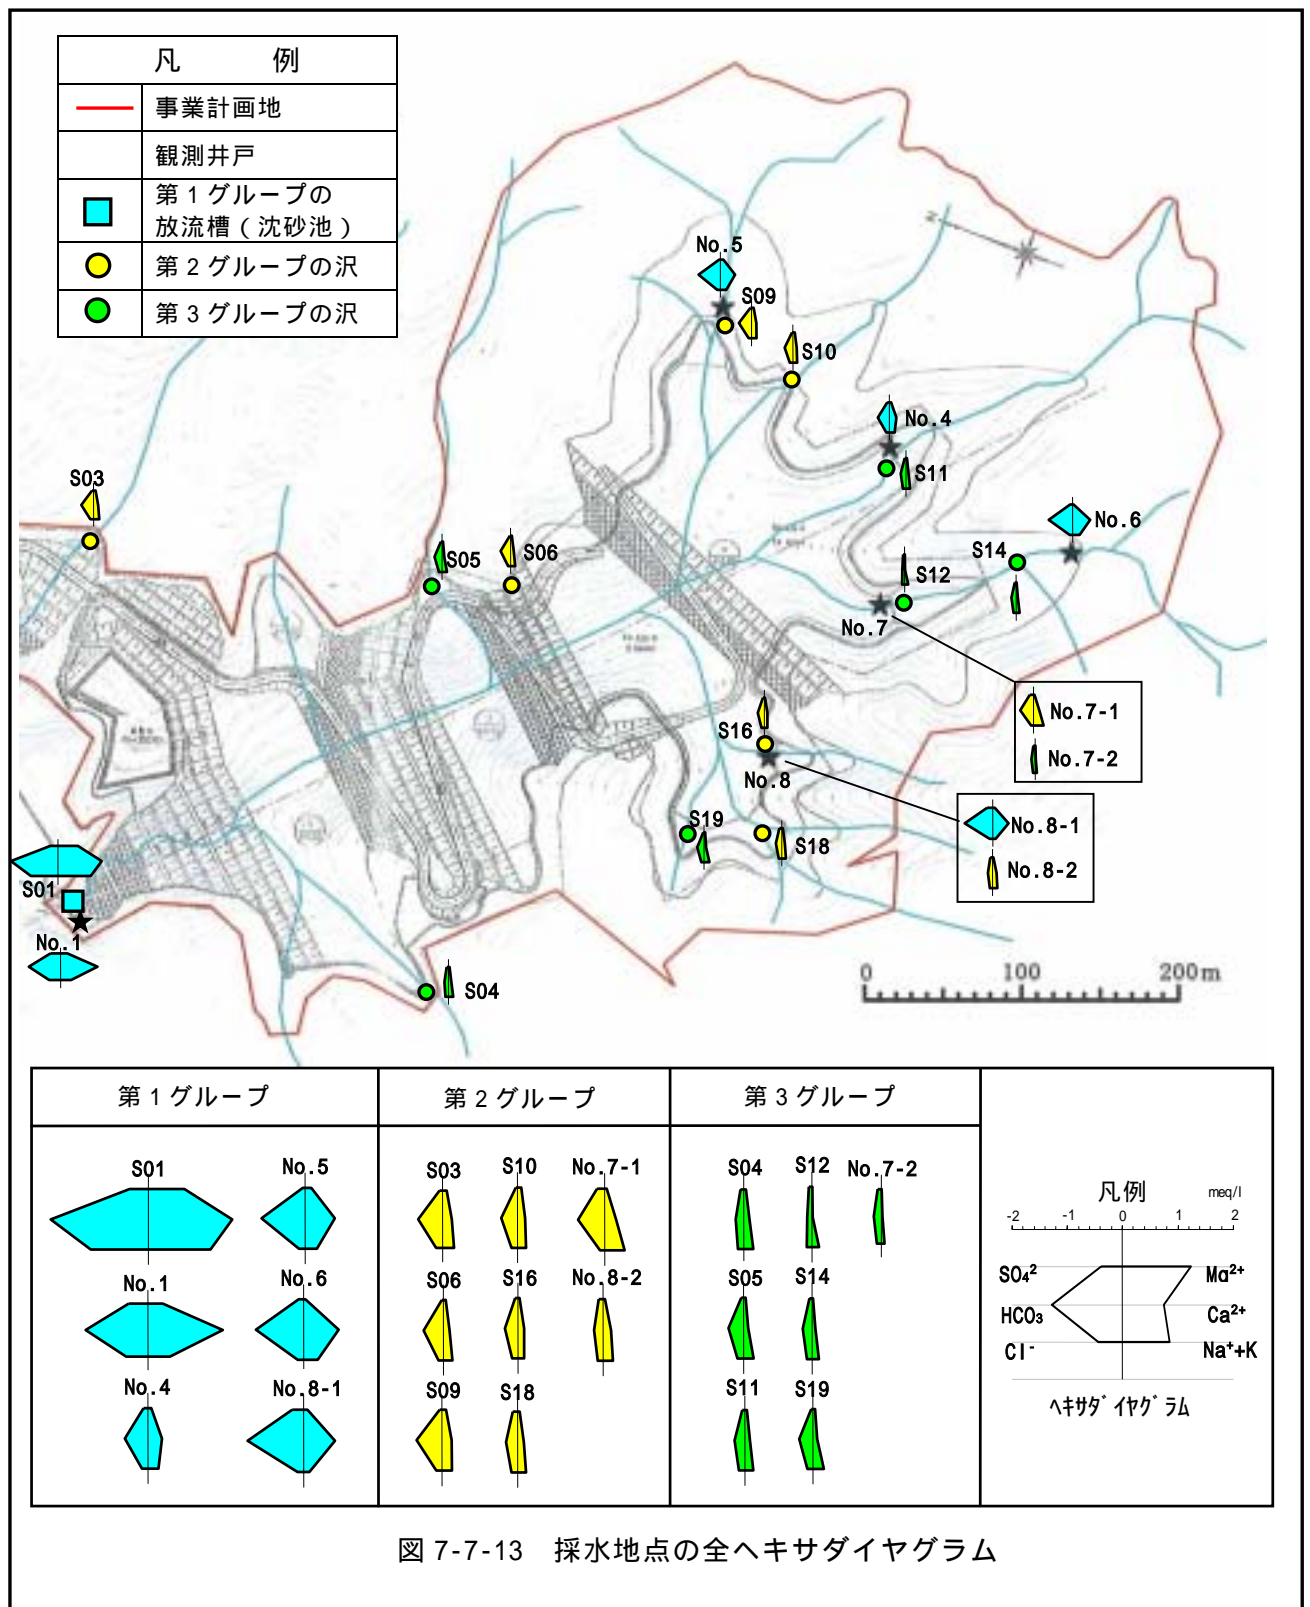 凡 例
事業計画地
観測井戸
第1グループの
放流槽(沈砂池)
第2グループの沢
第3グループの沢
No.5
S09
S10
No.4
S11
S03
No.6
S05
S06
S14
S12
No.7
No.7-1
No.7-2
S16
No.8
No.8-1
No.8-2
S19
S18
S01
No.1
S04
0 100 200m
第1グループ
第2グループ
第3グループ
S01
No.5
No.1
No.6
No.4
No.8-1
S03
S10
No.7-1
S06
S16
No.8-2
S09
S18
S04
S12
No.7-2
S05
S14
S11
S19
凡例
meq/l
-2 -1 0 1 2
SO₄² Mg²⁺
HCO₃ Ca²⁺
Cl⁻ Na⁺+K
ヘキサダイヤグラム
図 7-7-13 採水地点の全ヘキサダイヤグラム